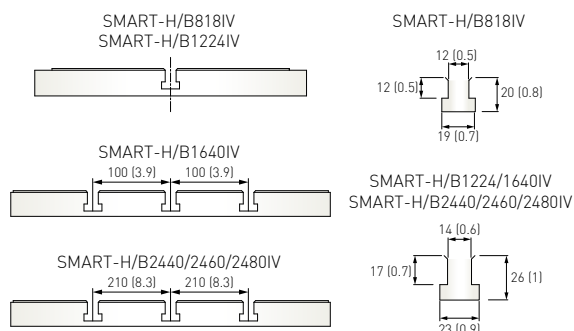 SMART-H/B818IV
SMART-H/B1224IV
SMART-H/B1640IV
100 (3.9) 100 (3.9)
SMART-H/B2440/2460/2480IV
210 (8.3) 210 (8.3)
SMART-H/B818IV
12 (0.5)
12 (0.5)
20 (0.8)
19 (0.7)
SMART-H/B1224/1640IV
SMART-H/B2440/2460/2480IV
14 (0.6)
17 (0.7)
26 (1)
23 (0.9)